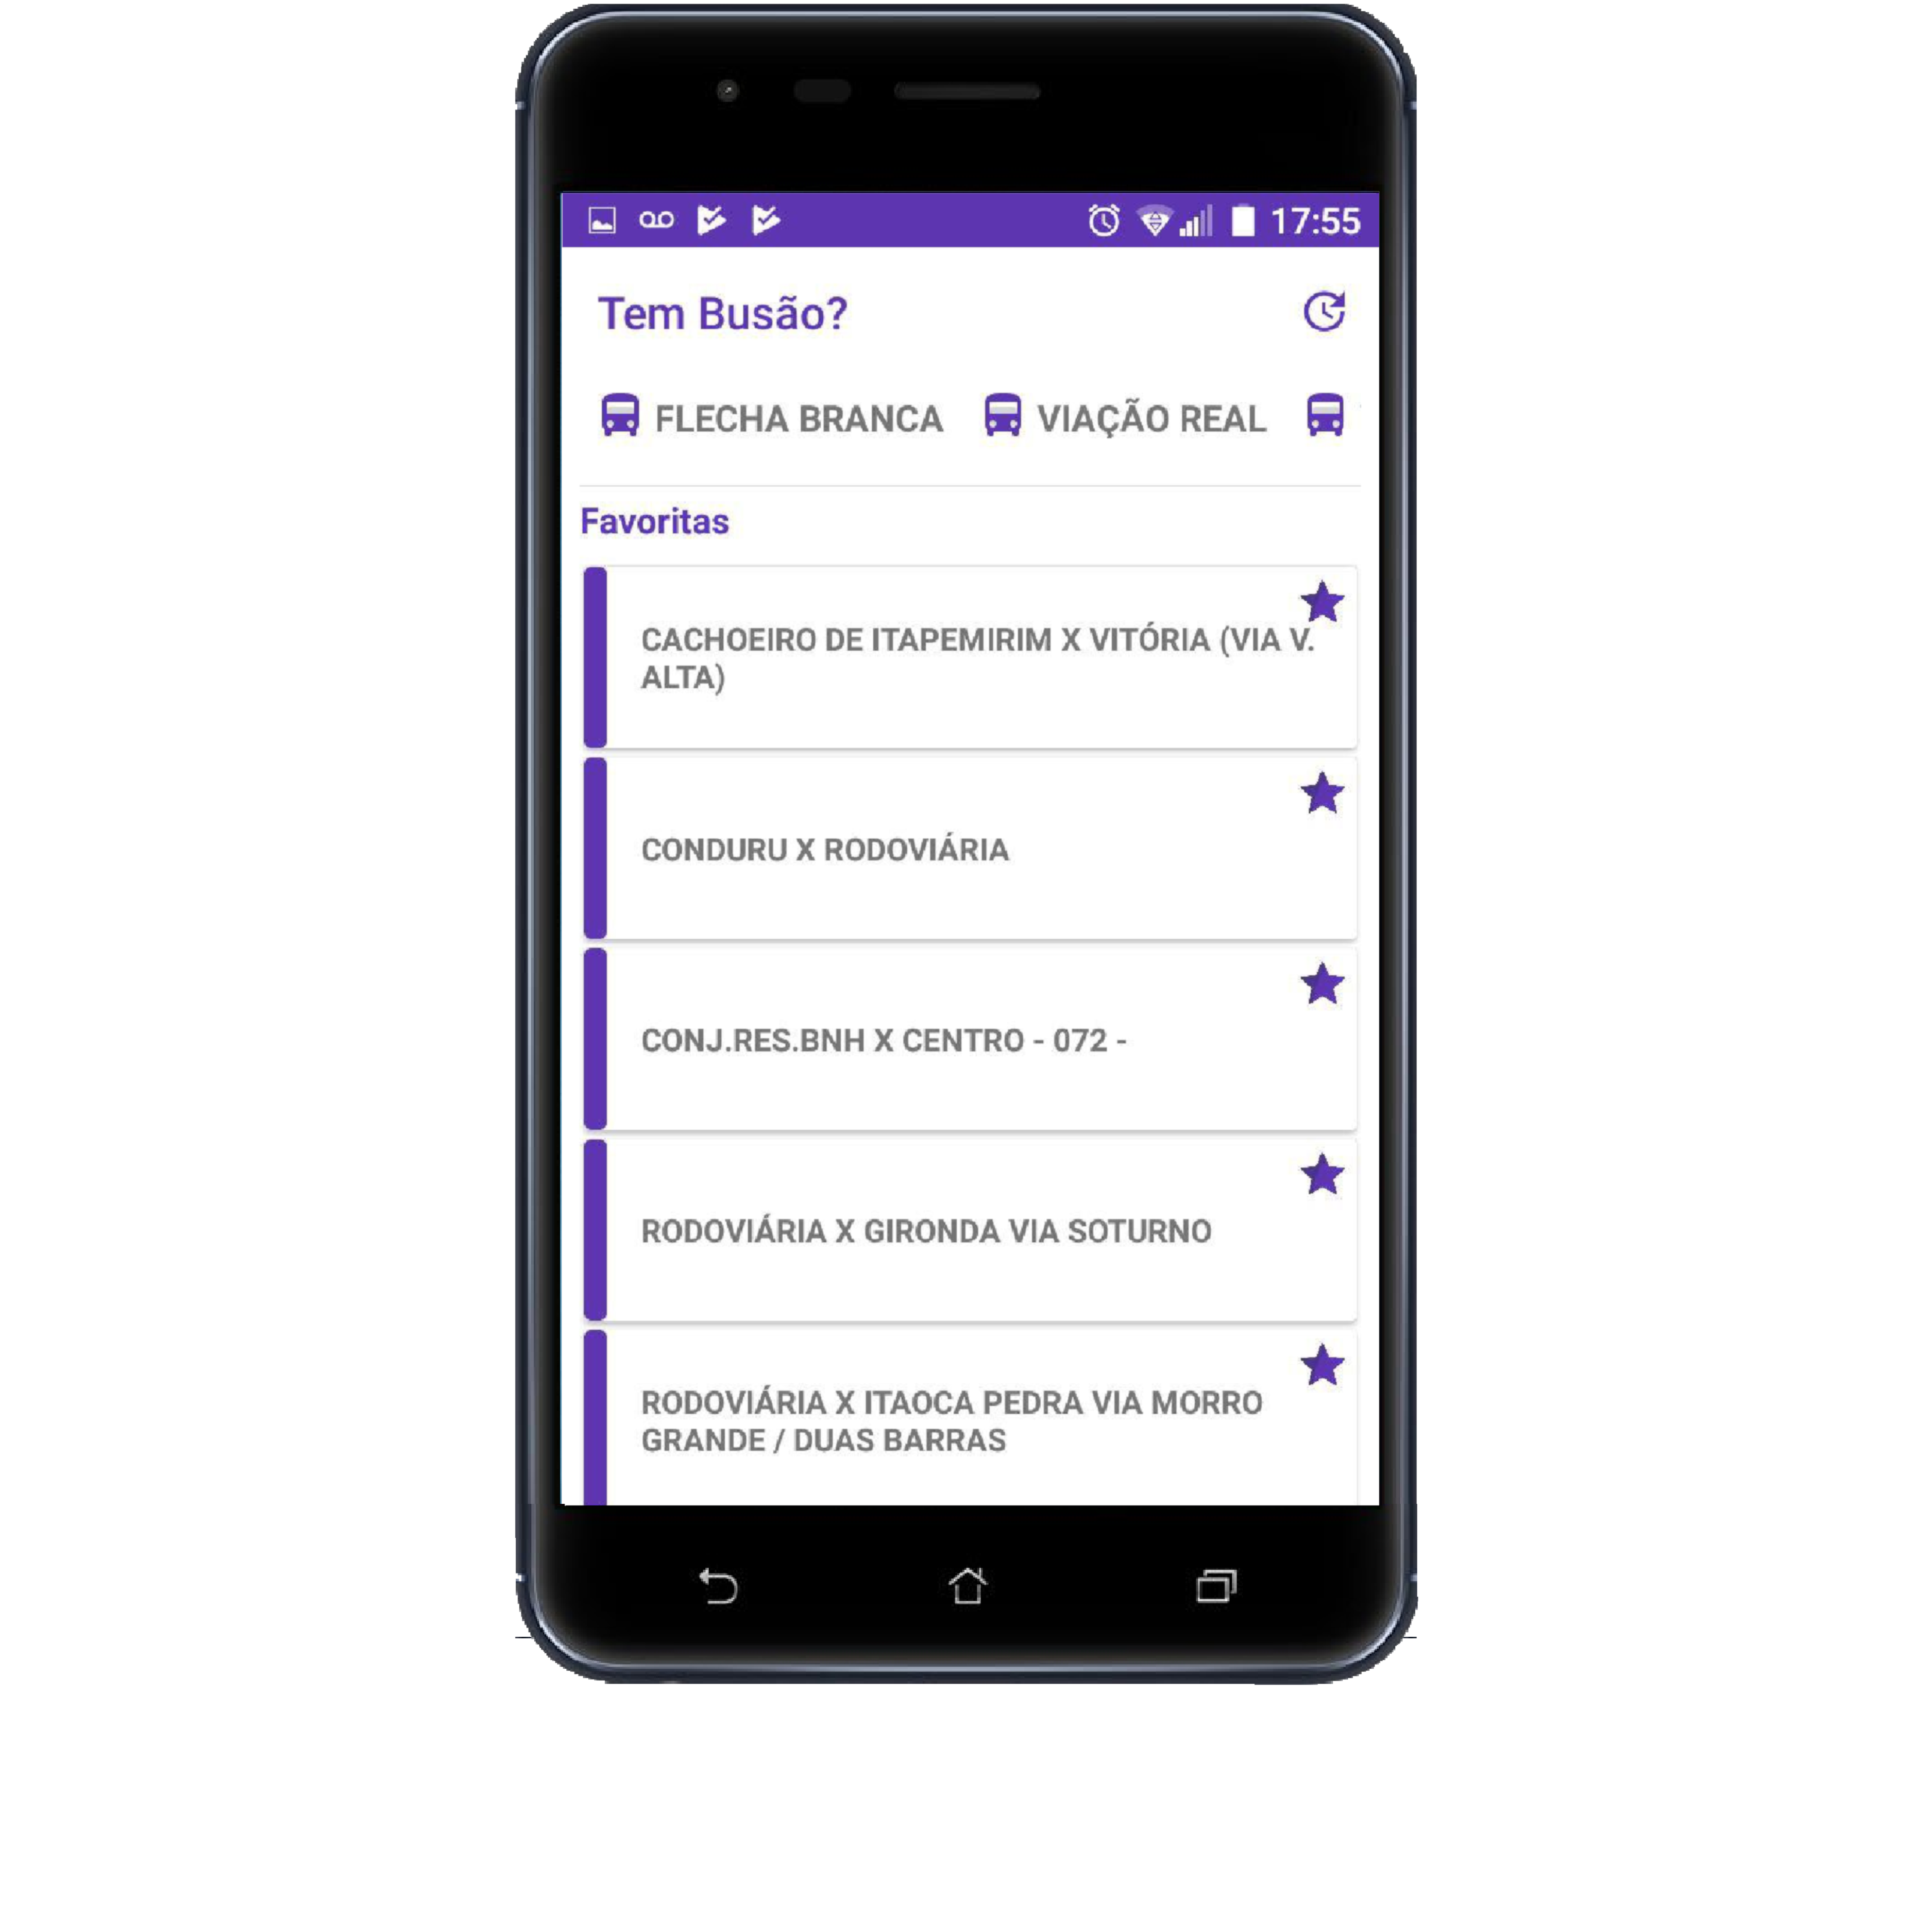 17:55
Tem Busão?
FLECHA BRANCA VIAÇÃO REAL
Favoritas
CACHOEIRO DE ITAPEMIRIM X VITÓRIA (VIA V.
ALTA)
CONDURU X RODOVIÁRIA
CONJ.RES.BNH X CENTRO - 072 -
RODOVIÁRIA X GIRONDA VIA SOTURNO
RODOVIÁRIA X ITAOCA PEDRA VIA MORRO
GRANDE / DUAS BARRAS